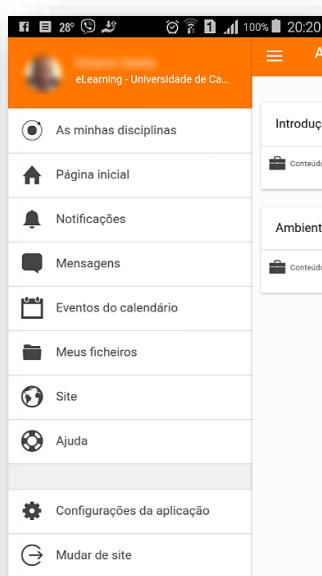 28° 100% 20:20
A
eLearning - Universidade de Ca...
As minhas disciplinas
Introduç
Página inicial
Conteúd
Notificações
Ambient
Mensagens
Conteúd
Eventos do calendário
Meus ficheiros
Site
Ajuda
Configurações da aplicação
Mudar de site